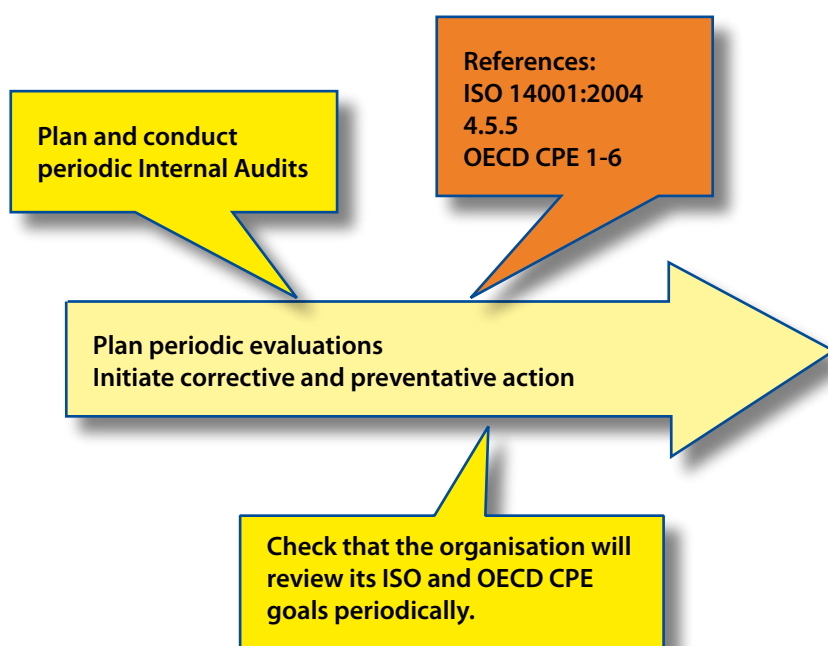 References:
ISO 14001:2004
4.5.5
OECD CPE 1-6
Plan and conduct
periodic Internal Audits
Plan periodic evaluations
Initiate corrective and preventative action
Check that the organisation will
review its ISO and OECD CPE
goals periodically.